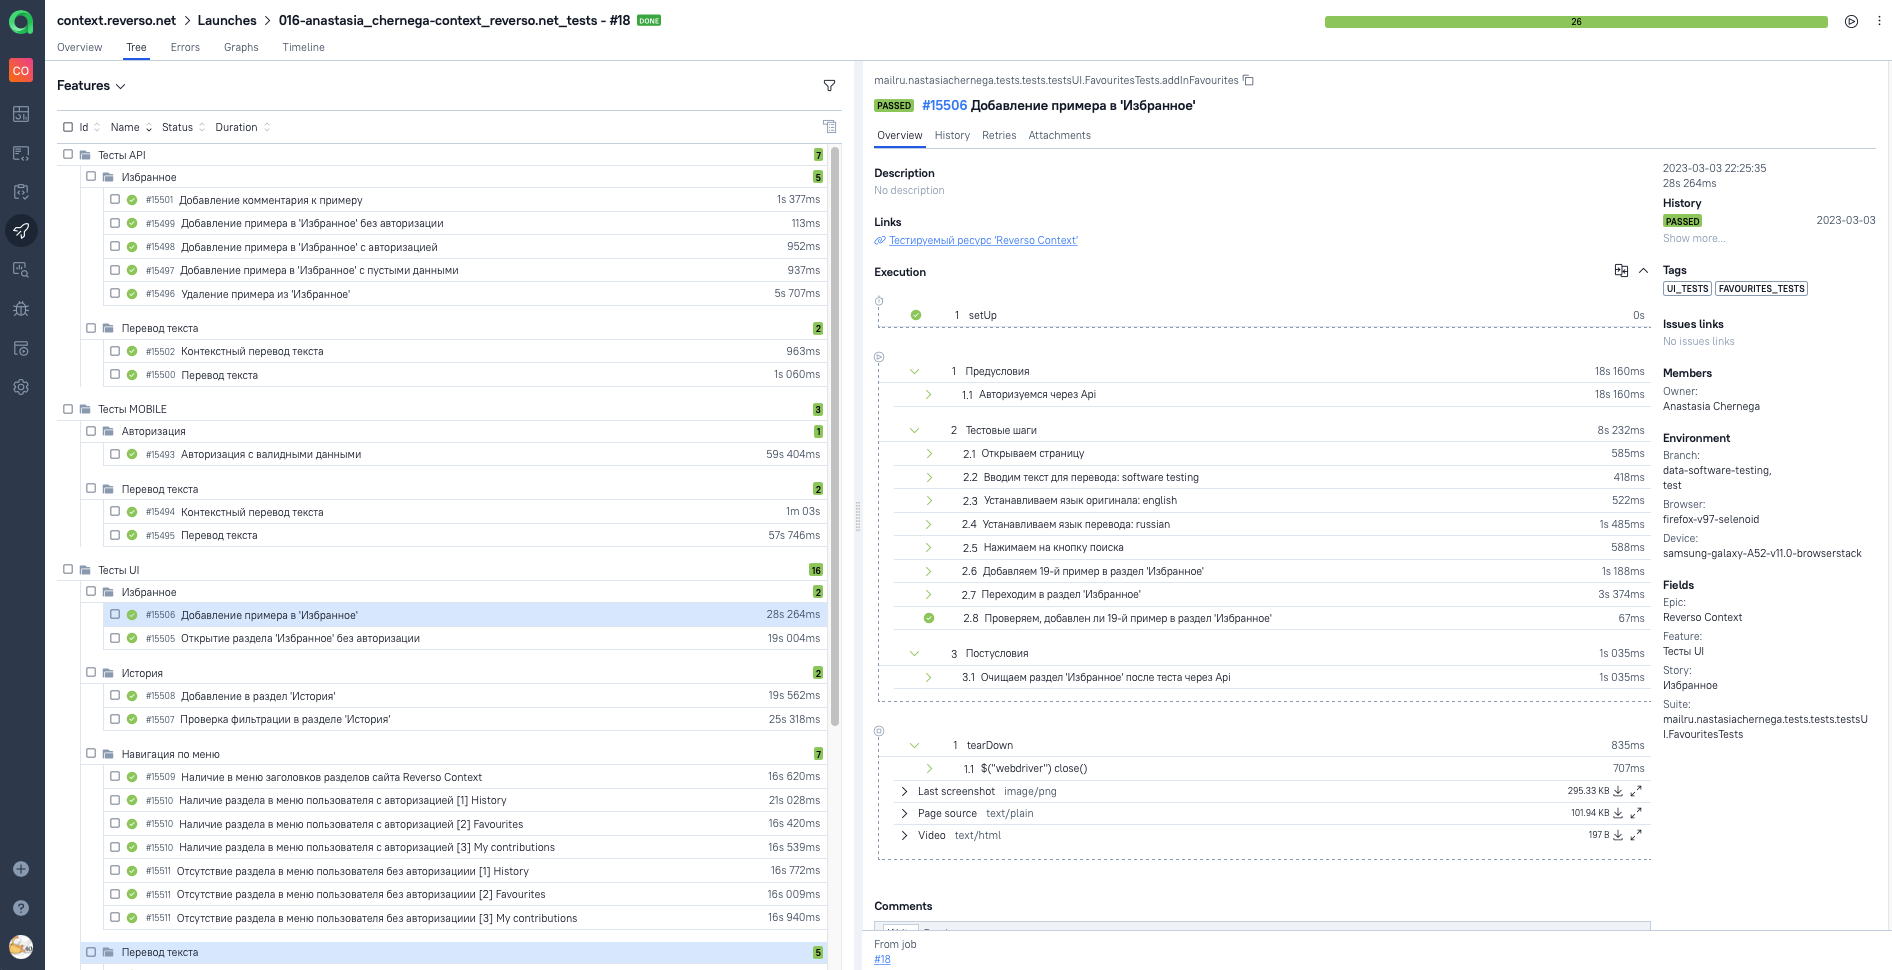 context.reverso.net > Launches > 016-anastasia_chernega-context_reverso.net_tests - #18 DONE
26
Overview Tree Errors Graphs Timeline
CO
Features
Id Name Status Duration
Тесты API 7
Избранное 5
#15501 Добавление комментария к примеру 1s 377ms
#15499 Добавление примера в 'Избранное' без авторизации 113ms
#15498 Добавление примера в 'Избранное' с авторизацией 952ms
#15497 Добавление примера в 'Избранное' с пустыми данными 937ms
#15496 Удаление примера из 'Избранное' 5s 707ms
Перевод текста 2
#15502 Контекстный перевод текста 963ms
#15500 Перевод текста 1s 060ms
Тесты MOBILE 3
Авторизация 1
#15493 Авторизация с валидными данными 59s 404ms
Перевод текста 2
#15494 Контекстный перевод текста 1m 03s
#15495 Перевод текста 57s 746ms
Тесты UI 16
Избранное 2
#15506 Добавление примера в 'Избранное' 28s 264ms
#15505 Открытие раздела 'Избранное' без авторизации 19s 004ms
История 2
#15508 Добавление в раздел 'История' 19s 562ms
#15507 Проверка фильтрации в разделе 'История' 25s 318ms
Навигация по меню 7
#15509 Наличие в меню заголовков разделов сайта Reverso Context 16s 620ms
#15510 Наличие раздела в меню пользователя с авторизацией [1] History 21s 028ms
#15510 Наличие раздела в меню пользователя с авторизацией [2] Favourites 16s 420ms
#15510 Наличие раздела в меню пользователя с авторизацией [3] My contributions 16s 539ms
#15511 Отсутствие раздела в меню пользователя без авторизациии [1] History 16s 772ms
#15511 Отсутствие раздела в меню пользователя без авторизациии [2] Favourites 16s 009ms
#15511 Отсутствие раздела в меню пользователя без авторизациии [3] My contributions 16s 940ms
Перевод текста 5
mailru.nastasiachernega.tests.tests.testsUI.FavouritesTests.addInFavourites
PASSED #15506 Добавление примера в 'Избранное'
Overview History Retries Attachments
Description
No description
Links
Тестируемый ресурс 'Reverso Context'
Execution
1 setUp 0s
1 Предусловия 18s 160ms
1.1 Авторизуемся через Api 18s 160ms
2 Тестовые шаги 8s 232ms
2.1 Открываем страницу 585ms
2.2 Вводим текст для перевода: software testing 418ms
2.3 Устанавливаем язык оригинала: english 522ms
2.4 Устанавливаем язык перевода: russian 1s 485ms
2.5 Нажимаем на кнопку поиска 588ms
2.6 Добавляем 19-й пример в раздел 'Избранное' 1s 188ms
2.7 Переходим в раздел 'Избранное' 3s 374ms
2.8 Проверяем, добавлен ли 19-й пример в раздел 'Избранное' 67ms
3 Постусловия 1s 035ms
3.1 Очищаем раздел 'Избранное' после теста через Api 1s 035ms
1 tearDown 835ms
1.1 $("webdriver") close() 707ms
Last screenshot image/png 295.33 KB
Page source text/plain 101.94 KB
Video text/html 197 B
Comments
From job
#18
2023-03-03 22:25:35
28s 264ms
History
PASSED 2023-03-03
Show more...
Tags
UI_TESTS FAVOURITES_TESTS
Issues links
No issues links
Members
Owner:
Anastasia Chernega
Environment
Branch:
data-software-testing,
test
Browser:
firefox-v97-selenoid
Device:
samsung-galaxy-A52-v11.0-browserstack
Fields
Epic:
Reverso Context
Feature:
Тесты UI
Story:
Избранное
Suite:
mailru.nastasiachernega.tests.tests.testsU
I.FavouritesTests